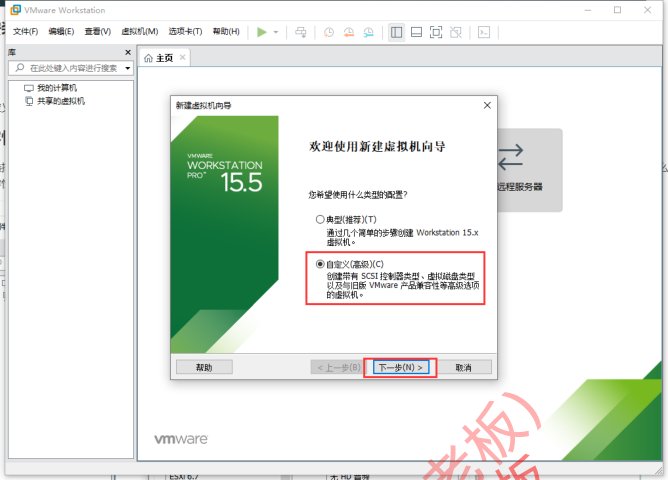 VMware Workstation
文件(F) 编辑(E) 查看(V) 虚拟机(M) 选项卡(T) 帮助(H)
库
在此处键入内容进行搜索
我的计算机
共享的虚拟机
主页
新建虚拟机向导
VMWARE
WORKSTATION
PRO™
15.5
欢迎使用新建虚拟机向导
您希望使用什么类型的配置?
典型(推荐)(T)
通过几个简单的步骤创建 Workstation 15.x
虚拟机。
自定义(高级)(C)
创建带有 SCSI 控制器类型、虚拟磁盘类型
以及与旧版 VMware 产品兼容性等高级选项
的虚拟机。
帮助
< 上一步(B)
下一步(N) >
取消
远程服务器
vmware
老板)
ESXi 6.7
无 HD 音频